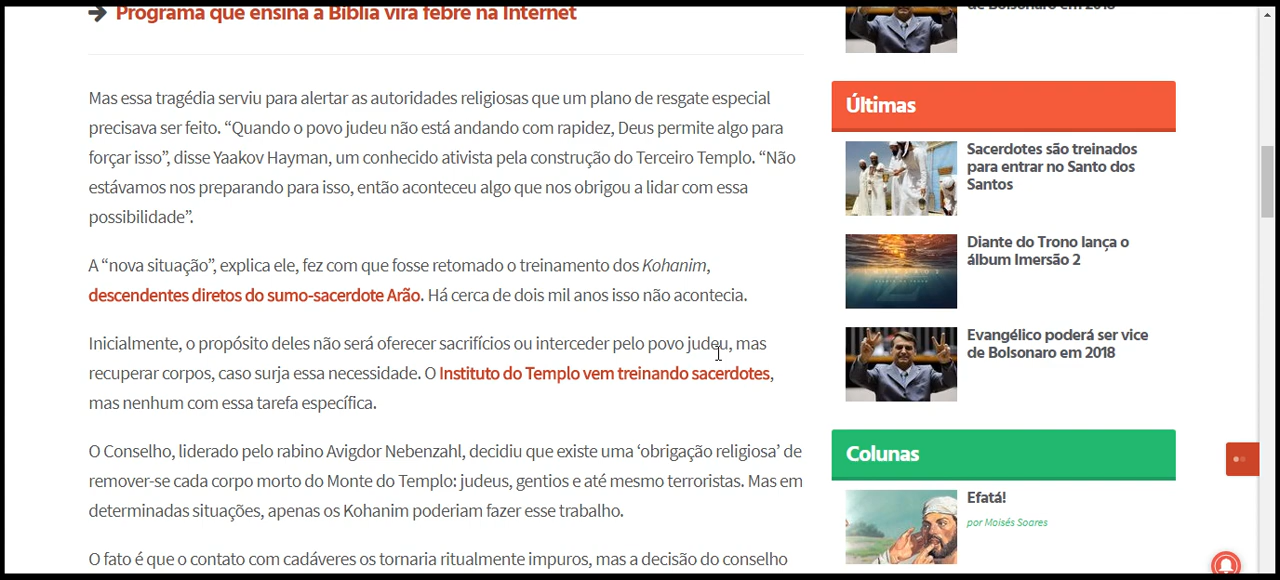 Programa que ensina a Bíblia vira febre na Internet
Mas essa tragédia serviu para alertar as autoridades religiosas que um plano de resgate especial
precisava ser feito. “Quando o povo judeu não está andando com rapidez, Deus permite algo para
forçar isso”, disse Yaakov Hayman, um conhecido ativista pela construção do Terceiro Templo. “Não
estávamos nos preparando para isso, então aconteceu algo que nos obrigou a lidar com essa
possibilidade”.
A “nova situação”, explica ele, fez com que fosse retomado o treinamento dos Kohanim,
descendentes diretos do sumo-sacerdote Arão. Há cerca de dois mil anos isso não acontecia.
Inicialmente, o propósito deles não será oferecer sacrifícios ou interceder pelo povo judeu, mas
recuperar corpos, caso surja essa necessidade. O Instituto do Templo vem treinando sacerdotes,
mas nenhum com essa tarefa específica.
O Conselho, liderado pelo rabino Avigdor Nebenzahl, decidiu que existe uma ‘obrigação religiosa’ de
remover-se cada corpo morto do Monte do Templo: judeus, gentios e até mesmo terroristas. Mas em
determinadas situações, apenas os Kohanim poderiam fazer esse trabalho.
O fato é que o contato com cadáveres os tornaria ritualmente impuros, mas a decisão do conselho
de Bolsonaro em 2018
Últimas
Sacerdotes são treinados
para entrar no Santo dos
Santos
Diante do Trono lança o
álbum Imersão 2
Evangélico poderá ser vice
de Bolsonaro em 2018
Colunas
Efatá!
por Moisés Soares